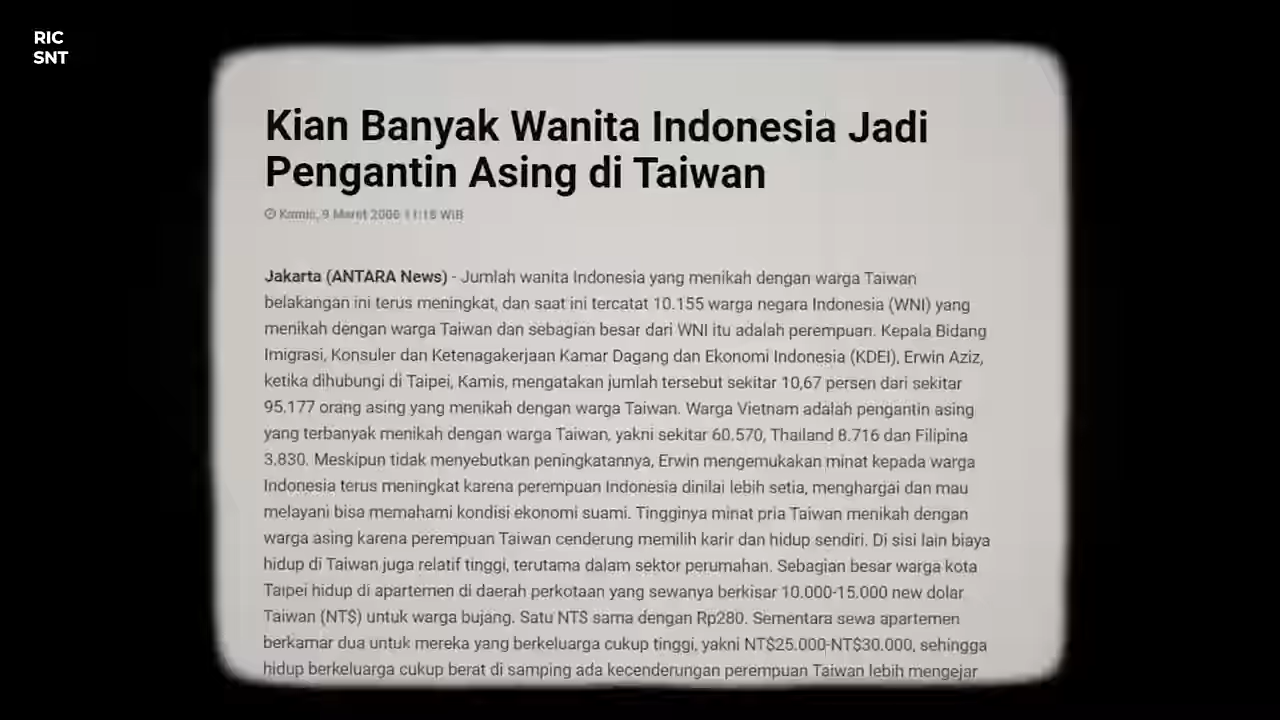 RIC
SNT
Kian Banyak Wanita Indonesia Jadi
Pengantin Asing di Taiwan
Kamis, 9 Maret 2006 11:18 WIB
Jakarta (ANTARA News) - Jumlah wanita Indonesia yang menikah dengan warga Taiwan
belakangan ini terus meningkat, dan saat ini tercatat 10.155 warga negara Indonesia (WNI) yang
menikah dengan warga Taiwan dan sebagian besar dari WNI itu adalah perempuan. Kepala Bidang
Imigrasi, Konsuler dan Ketenagakerjaan Kamar Dagang dan Ekonomi Indonesia (KDEI), Erwin Aziz,
ketika dihubungi di Taipei, Kamis, mengatakan jumlah tersebut sekitar 10,67 persen dari sekitar
95.177 orang asing yang menikah dengan warga Taiwan. Warga Vietnam adalah pengantin asing
yang terbanyak menikah dengan warga Taiwan, yakni sekitar 60.570, Thailand 8.716 dan Filipina
3.830. Meskipun tidak menyebutkan peningkatannya, Erwin mengemukakan minat kepada warga
Indonesia terus meningkat karena perempuan Indonesia dinilai lebih setia, menghargai dan mau
melayani bisa memahami kondisi ekonomi suami. Tingginya minat pria Taiwan menikah dengan
warga asing karena perempuan Taiwan cenderung memilih karir dan hidup sendiri. Di sisi lain biaya
hidup di Taiwan juga relatif tinggi, terutama dalam sektor perumahan. Sebagian besar warga kota
Taipei hidup di apartemen di daerah perkotaan yang sewanya berkisar 10.000-15.000 new dolar
Taiwan (NT$) untuk warga bujang. Satu NT$ sama dengan Rp280. Sementara sewa apartemen
berkamar dua untuk mereka yang berkeluarga cukup tinggi, yakni NT$25.000-NT$30.000, sehingga
hidup berkeluarga cukup berat di samping ada kecenderungan perempuan Taiwan lebih mengejar